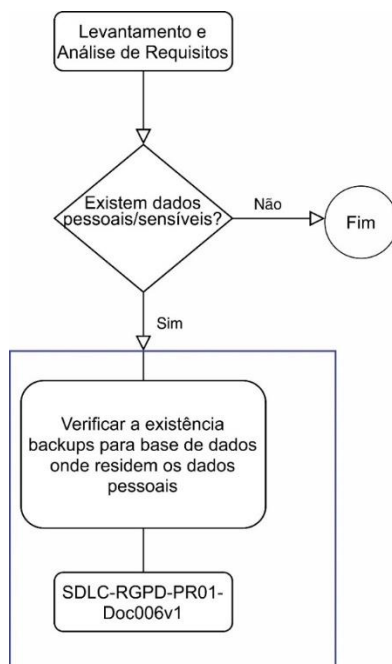 Levantamento e
Análise de Requisitos
Existem dados
pessoais/sensíveis?
Não
Fim
Sim
Verificar a existência
backups para base de dados
onde residem os dados
pessoais
SDLC-RGPD-PR01-
Doc006v1